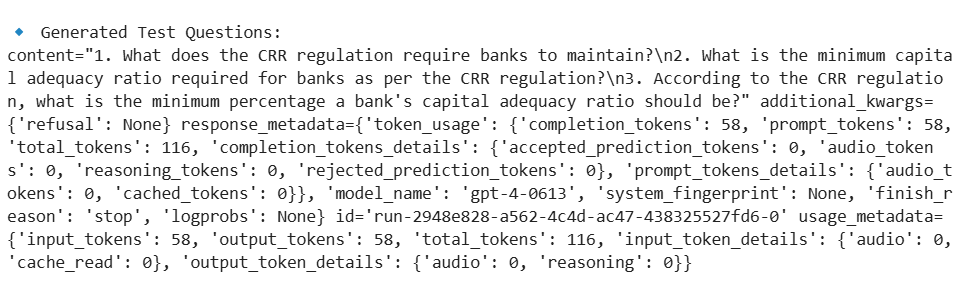 🔹 Generated Test Questions:
content="1. What does the CRR regulation require banks to maintain?\n2. What is the minimum capita
l adequacy ratio required for banks as per the CRR regulation?\n3. According to the CRR regulatio
n, what is the minimum percentage a bank's capital adequacy ratio should be?" additional_kwargs=
{'refusal': None} response_metadata={'token_usage': {'completion_tokens': 58, 'prompt_tokens': 58,
'total_tokens': 116, 'completion_tokens_details': {'accepted_prediction_tokens': 0, 'audio_token
s': 0, 'reasoning_tokens': 0, 'rejected_prediction_tokens': 0}, 'prompt_tokens_details': {'audio_t
okens': 0, 'cached_tokens': 0}}, 'model_name': 'gpt-4-0613', 'system_fingerprint': None, 'finish_r
eason': 'stop', 'logprobs': None} id='run-2948e828-a562-4c4d-ac47-438325527fd6-0' usage_metadata=
{'input_tokens': 58, 'output_tokens': 58, 'total_tokens': 116, 'input_token_details': {'audio': 0,
'cache_read': 0}, 'output_token_details': {'audio': 0, 'reasoning': 0}}